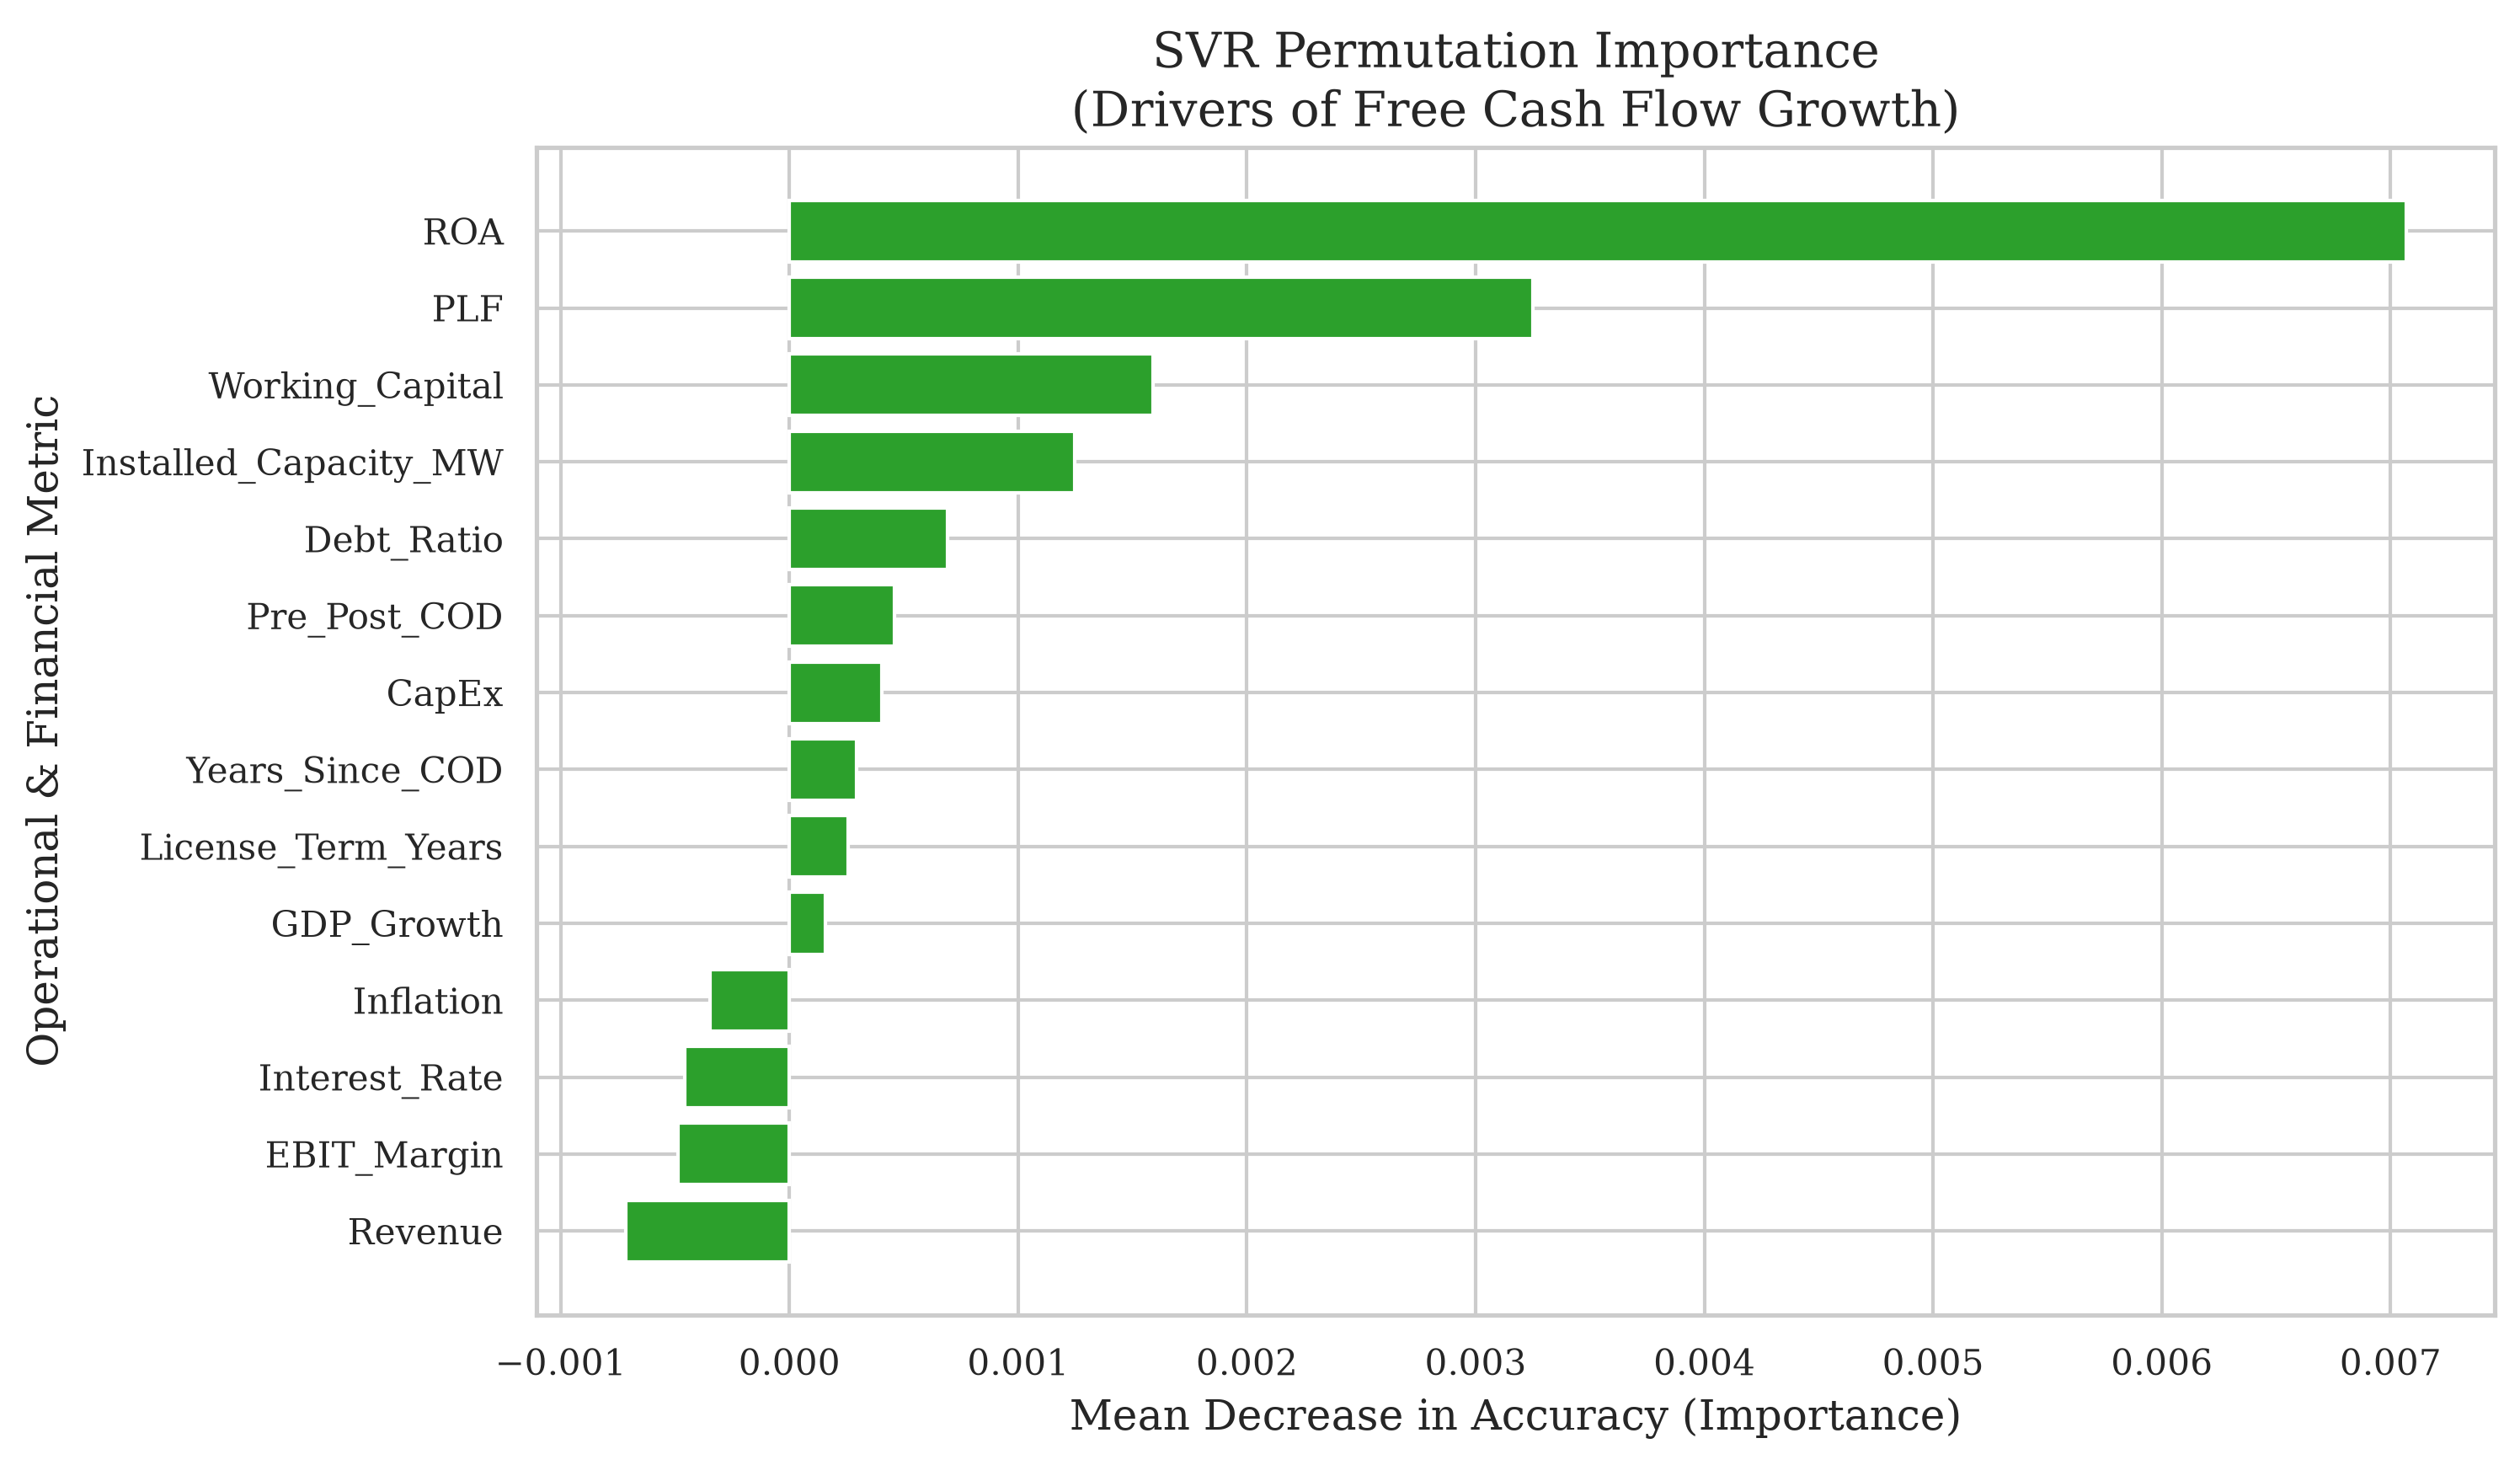 SVR Permutation Importance
(Drivers of Free Cash Flow Growth)
Operational & Financial Metric
ROA
PLF
Working_Capital
Installed_Capacity_MW
Debt_Ratio
Pre_Post_COD
CapEx
Years_Since_COD
License_Term_Years
GDP_Growth
Inflation
Interest_Rate
EBIT_Margin
Revenue
−0.001 0.000 0.001 0.002 0.003 0.004 0.005 0.006 0.007
Mean Decrease in Accuracy (Importance)